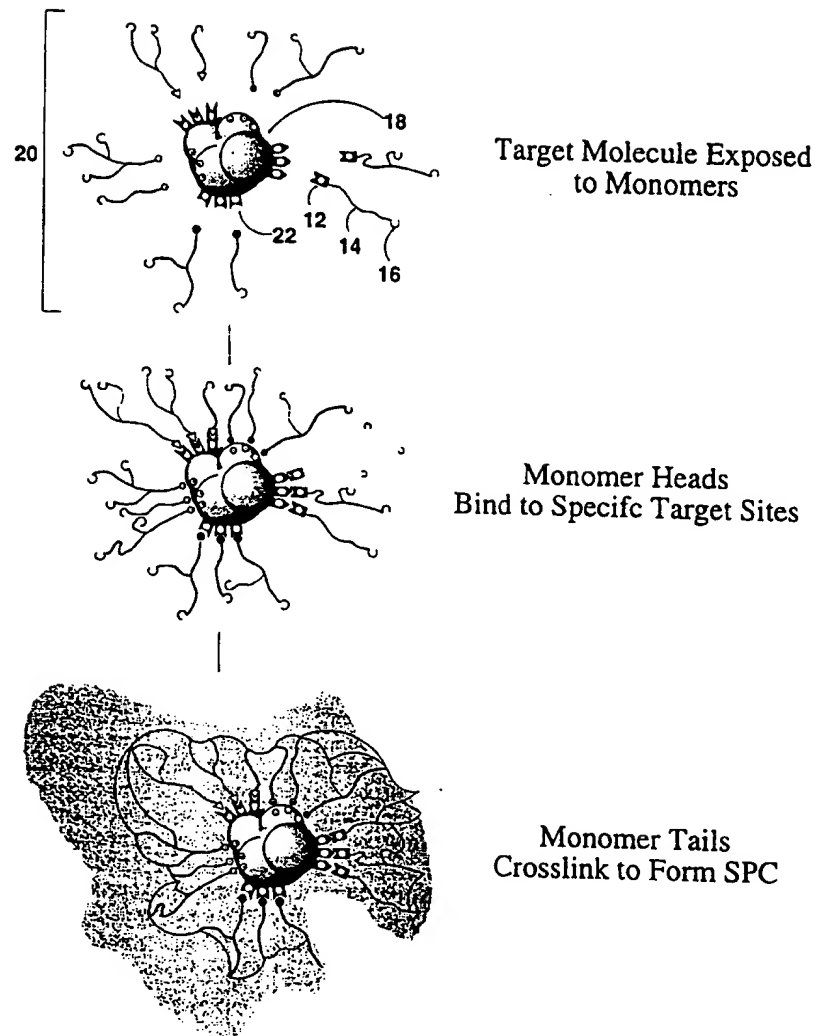 20
18
Target Molecule Exposed
to Monomers
12
22
14
16
Monomer Heads
Bind to Specifc Target Sites
Monomer Tails
Crosslink to Form SPC